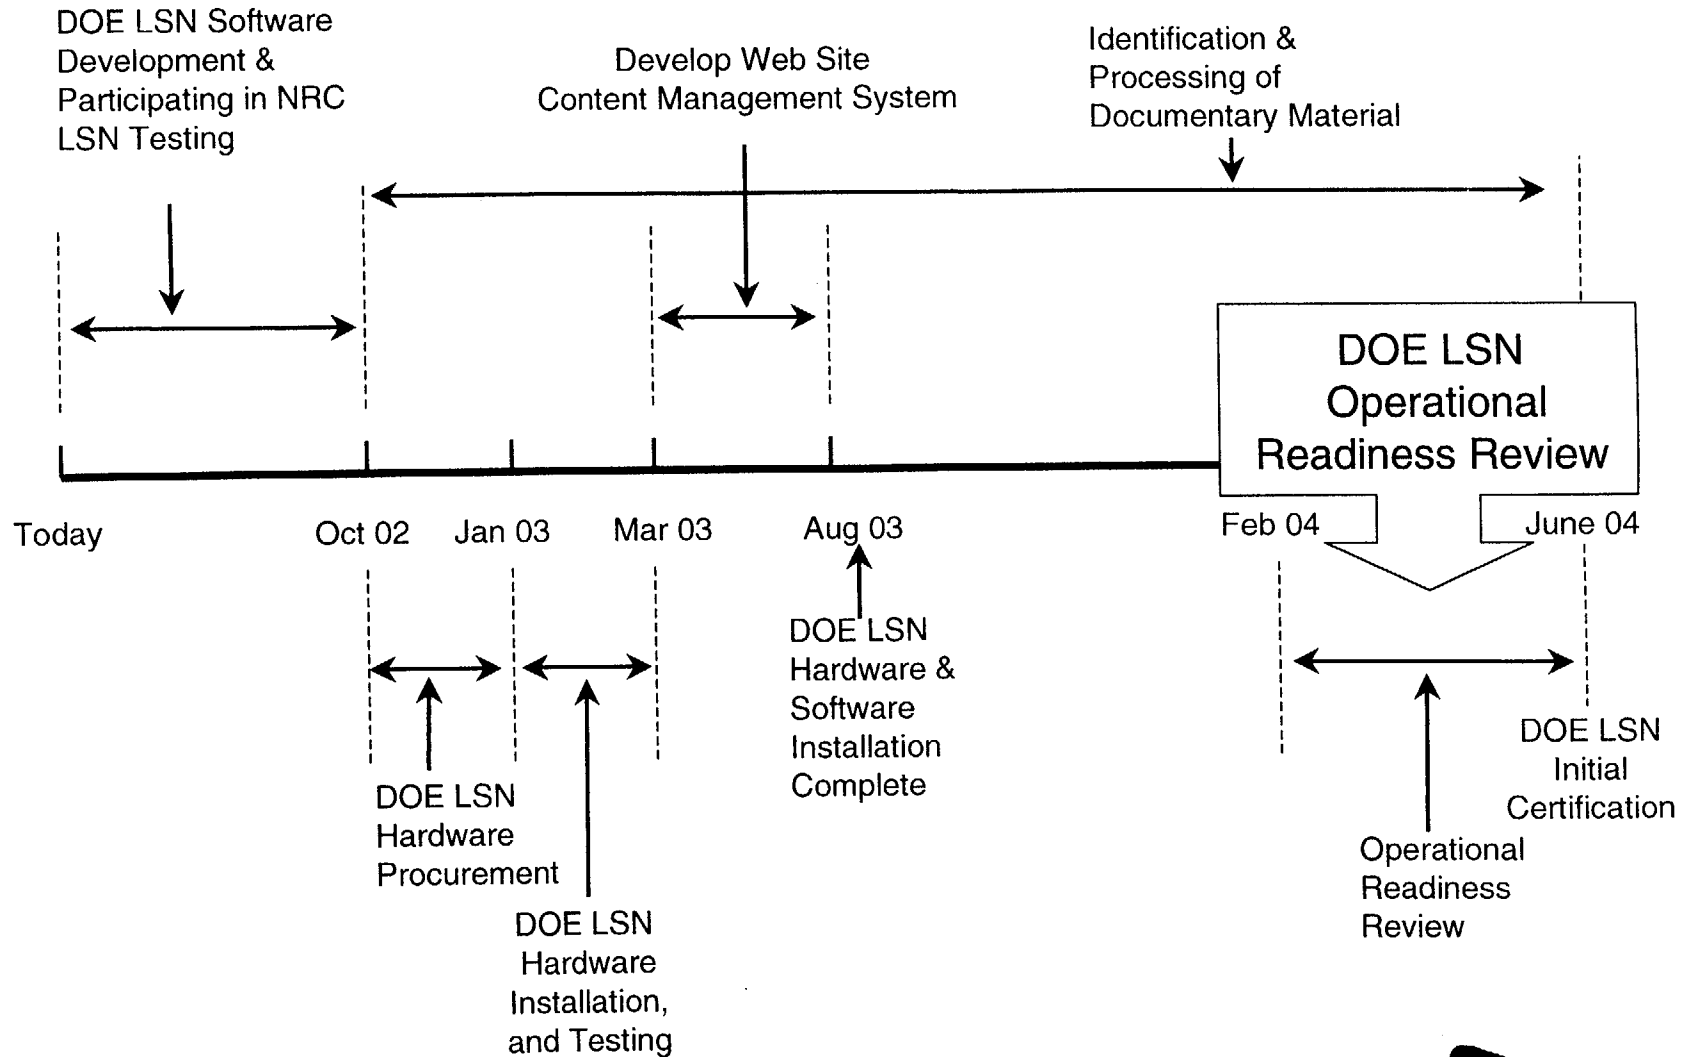 DOE LSN Software
Development &
Participating in NRC
LSN Testing
Develop Web Site
Content Management System
Identification &
Processing of
Documentary Material
DOE LSN
Operational
Readiness Review
Today
Oct 02
Jan 03
Mar 03
Aug 03
Feb 04
June 04
DOE LSN
Hardware
Procurement
DOE LSN
Hardware
Installation,
and Testing
DOE LSN
Hardware &
Software
Installation
Complete
Operational
Readiness
Review
DOE LSN
Initial
Certification